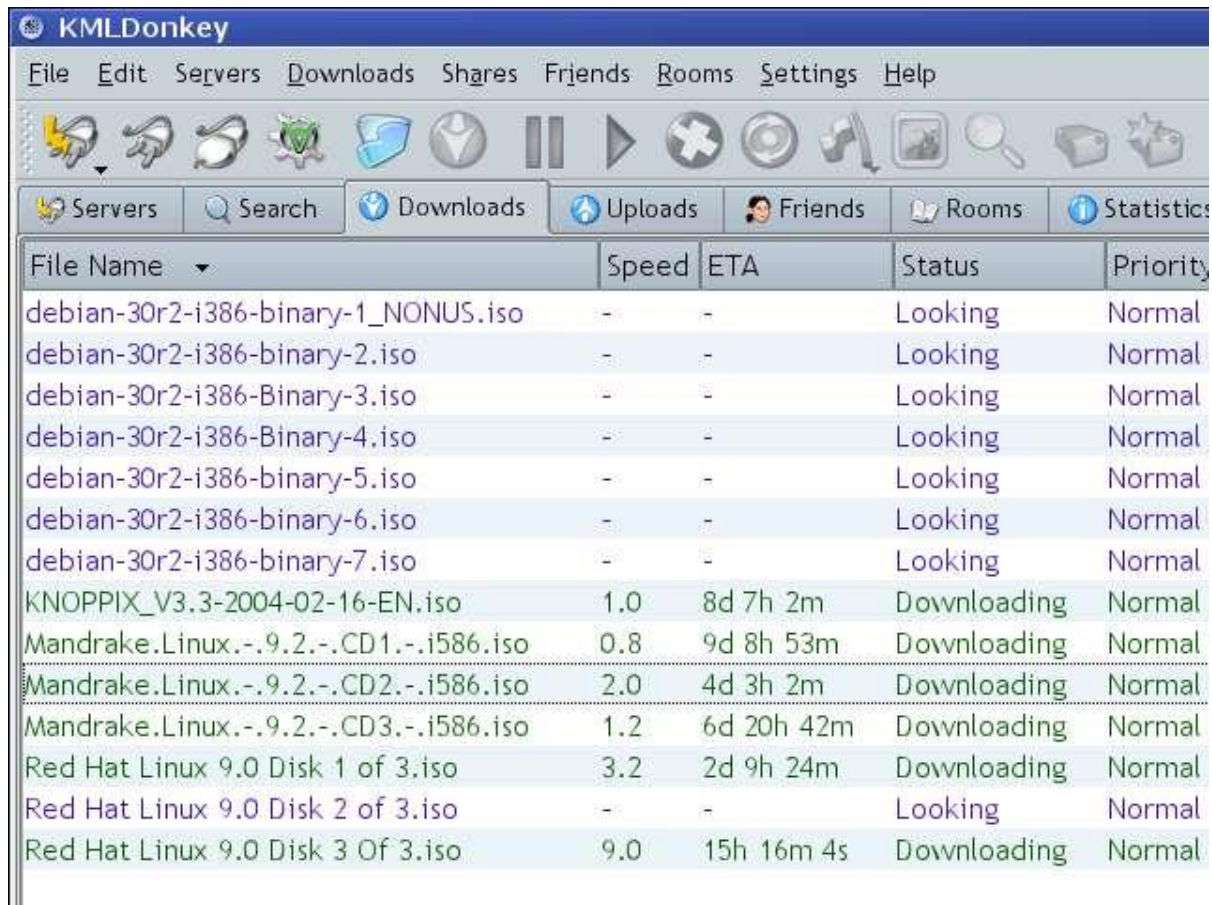 KMLDonkey
File Edit Servers Downloads Shares Friends Rooms Settings Help
Servers Search Downloads Uploads Friends Rooms Statistics
File Name Speed ETA Status Priority
debian-30r2-i386-binary-1_NONUS.iso - - Looking Normal
debian-30r2-i386-binary-2.iso - - Looking Normal
debian-30r2-i386-Binary-3.iso - - Looking Normal
debian-30r2-i386-Binary-4.iso - - Looking Normal
debian-30r2-i386-binary-5.iso - - Looking Normal
debian-30r2-i386-binary-6.iso - - Looking Normal
debian-30r2-i386-binary-7.iso - - Looking Normal
KNOPPIX_V3.3-2004-02-16-EN.iso 1.0 8d 7h 2m Downloading Normal
Mandrake.Linux.-.9.2.-.CD1.-.i586.iso 0.8 9d 8h 53m Downloading Normal
Mandrake.Linux.-.9.2.-.CD2.-.i586.iso 2.0 4d 3h 2m Downloading Normal
Mandrake.Linux.-.9.2.-.CD3.-.i586.iso 1.2 6d 20h 42m Downloading Normal
Red Hat Linux 9.0 Disk 1 of 3.iso 3.2 2d 9h 24m Downloading Normal
Red Hat Linux 9.0 Disk 2 of 3.iso - - Looking Normal
Red Hat Linux 9.0 Disk 3 Of 3.iso 9.0 15h 16m 4s Downloading Normal